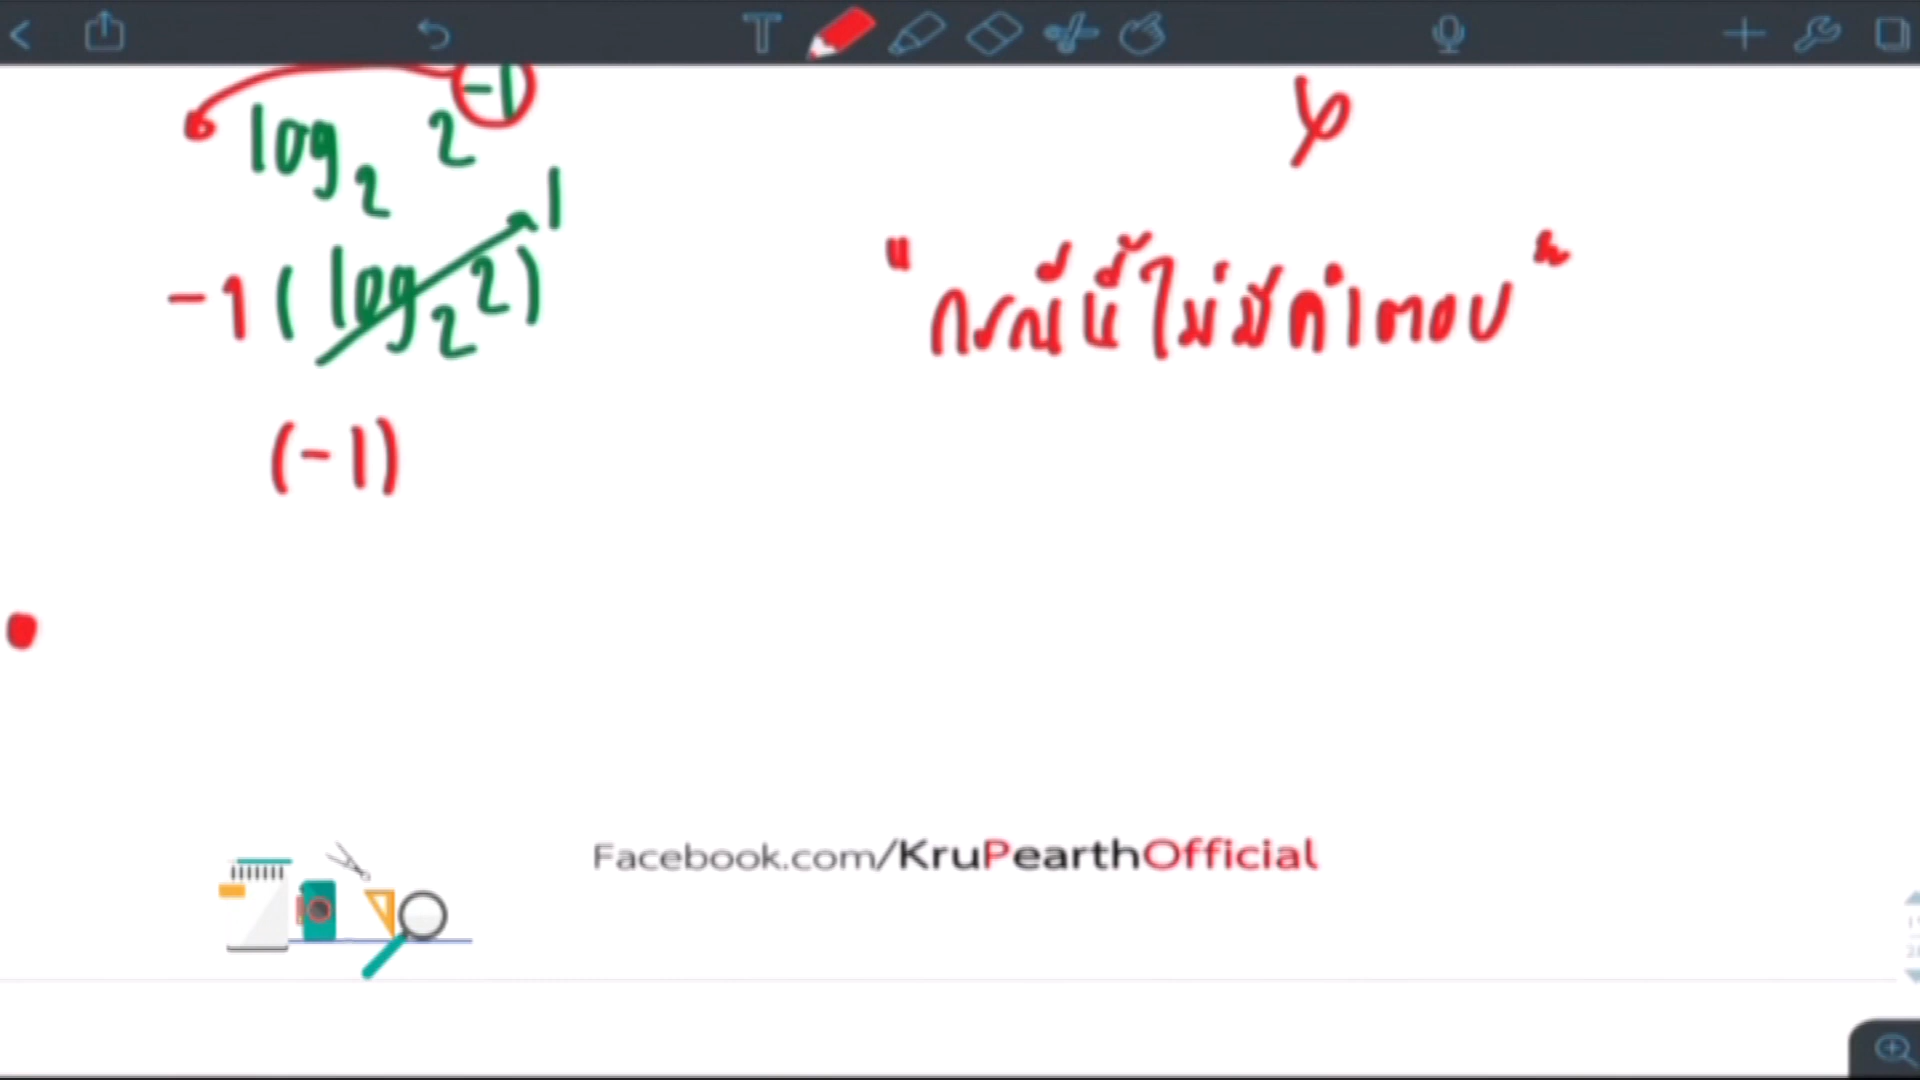 log₂ 2⁻¹
-1 (log₂ 2) 1
(-1)
"กรณีนี้ไม่มีคำตอบ"
Facebook.com/KruPearthOfficial